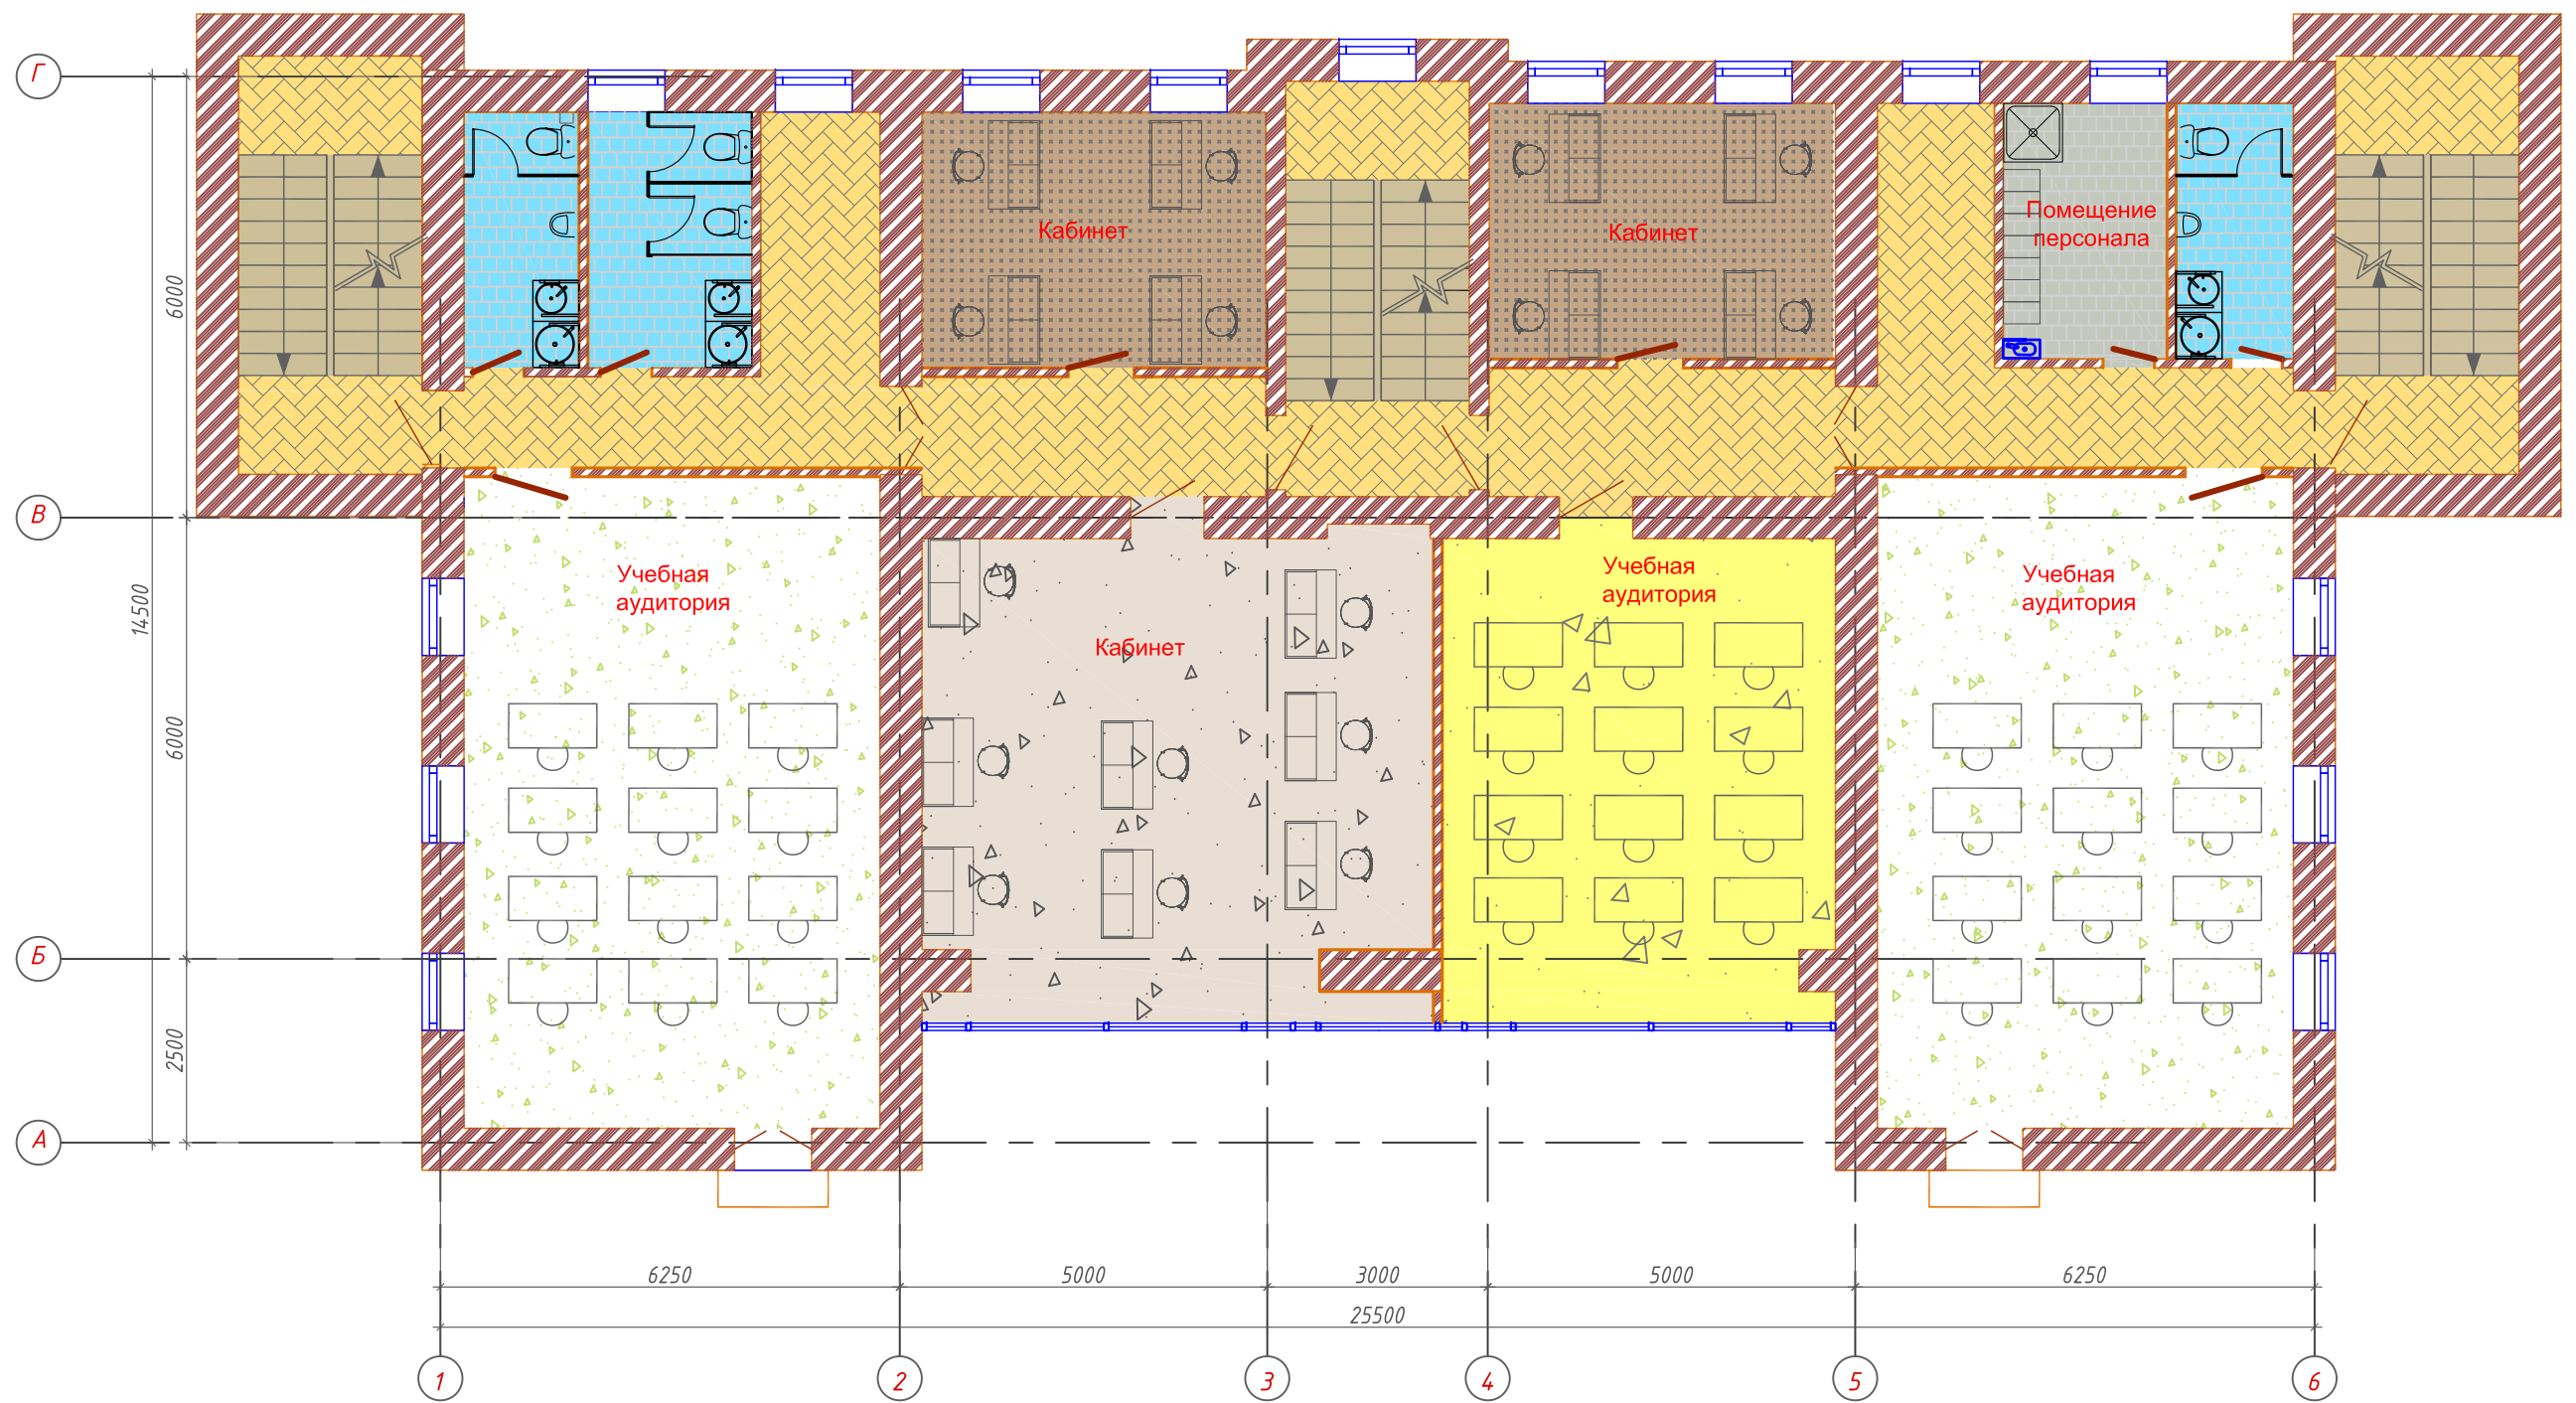 Г
6000
Кабинет
Кабинет
Помещение
персонала
В
14500
Учебная
аудитория
Учебная
аудитория
Учебная
аудитория
Кабинет
6000
Б
2500
А
6250
5000
3000
5000
6250
25500
1
2
3
4
5
6